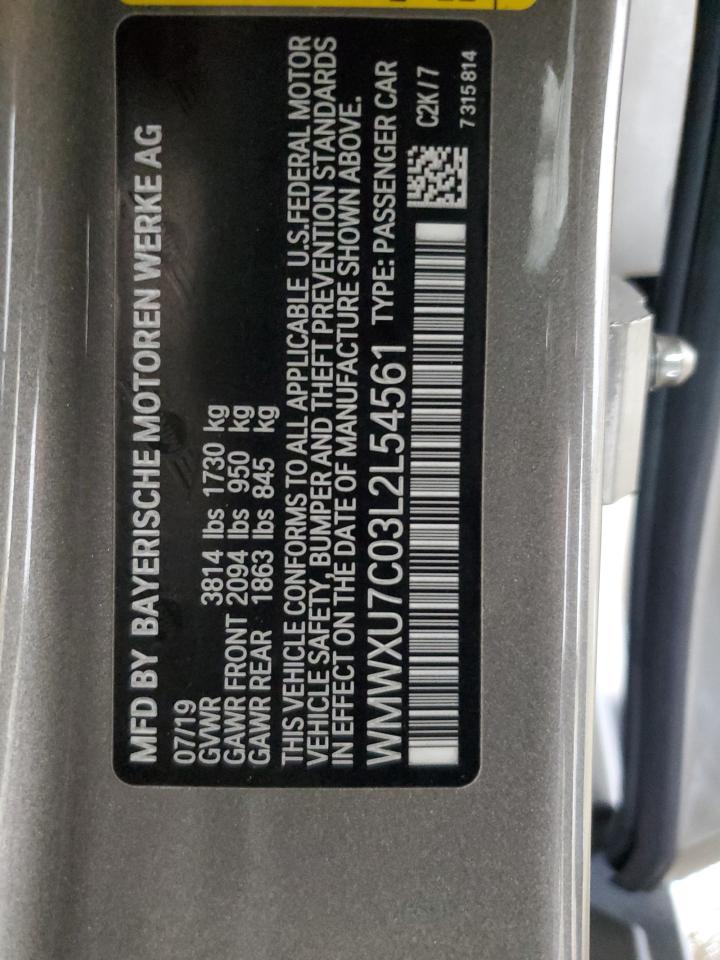 MFD BY BAYERISCHE MOTOREN WERKE AG
07/19
GVWR 3814 lbs 1730 kg
GAWR FRONT 2094 lbs 950 kg
GAWR REAR 1863 lbs 845 kg
THIS VEHICLE CONFORMS TO ALL APPLICABLE U.S.FEDERAL MOTOR
VEHICLE SAFETY, BUMPER AND THEFT PREVENTION STANDARDS
IN EFFECT ON THE DATE OF MANUFACTURE SHOWN ABOVE.
WMWXU7C03L2L54561 TYPE: PASSENGER CAR
C2K/7
7 315 814